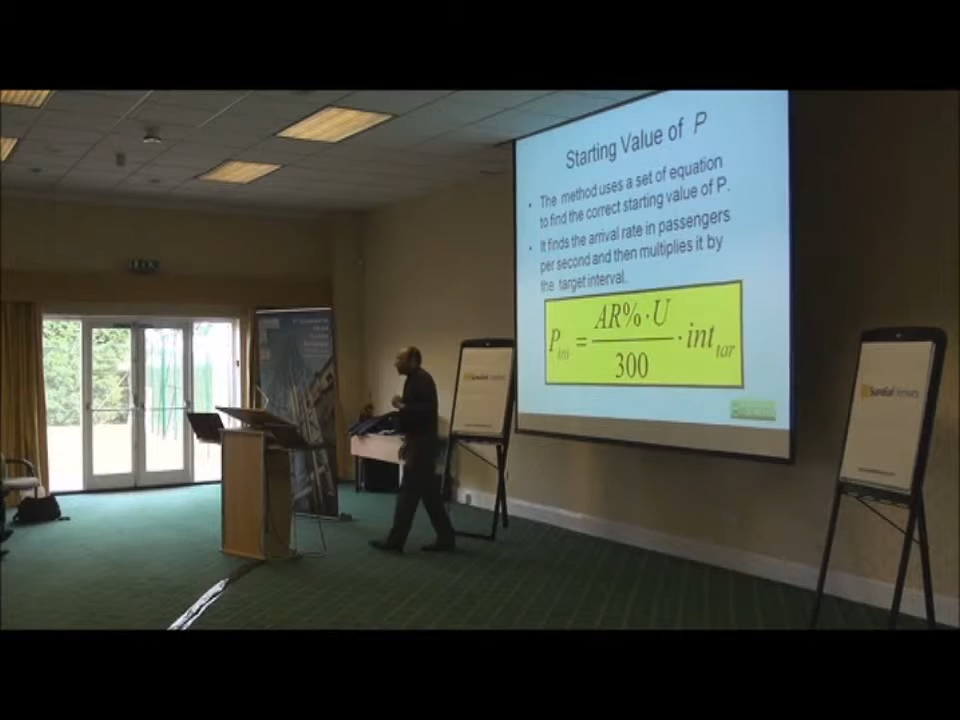 Starting Value of P
• The method uses a set of equation
to find the correct starting value of P.
• It finds the arrival rate in passengers
per second and then multiplies it by
the target interval.
P_ini = AR% · U / 300 · int_tar